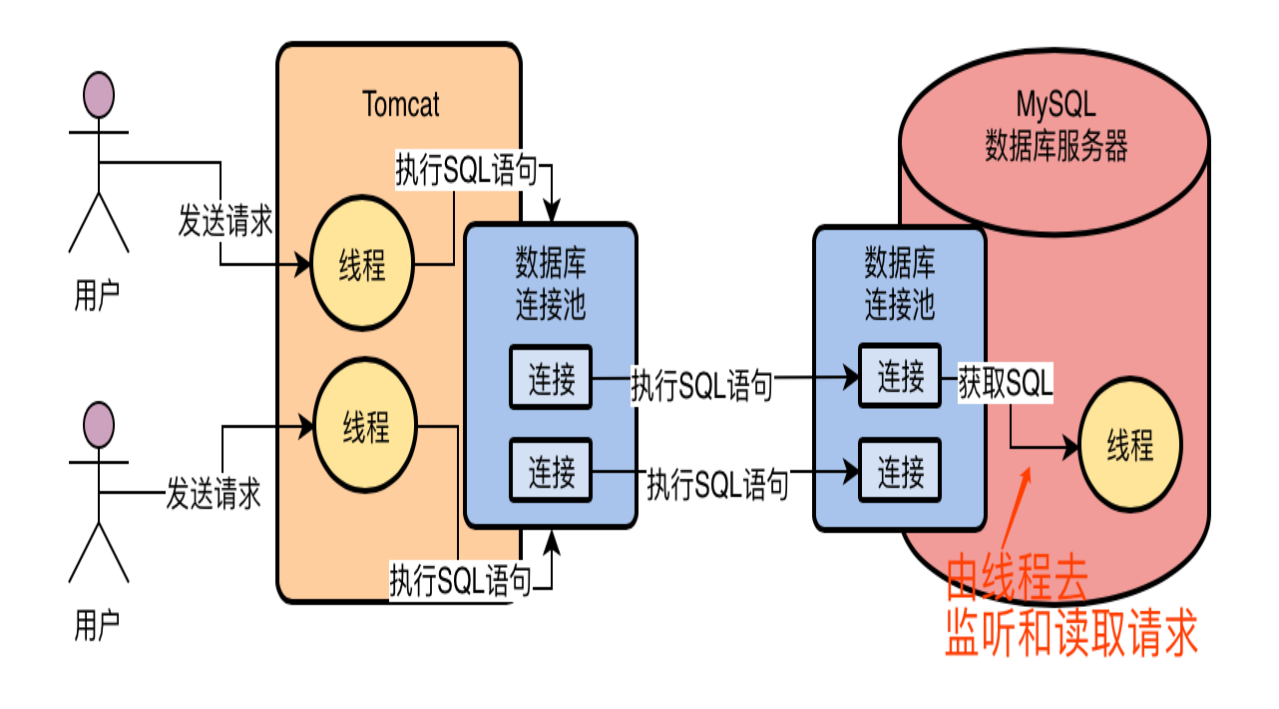 Tomcat
MySQL
数据库服务器
执行SQL语句
发送请求
线程
用户
数据库
连接池
数据库
连接池
连接
执行SQL语句
连接
获取SQL
线程
线程
连接
执行SQL语句
连接
发送请求
执行SQL语句
用户
由线程去
监听和读取请求